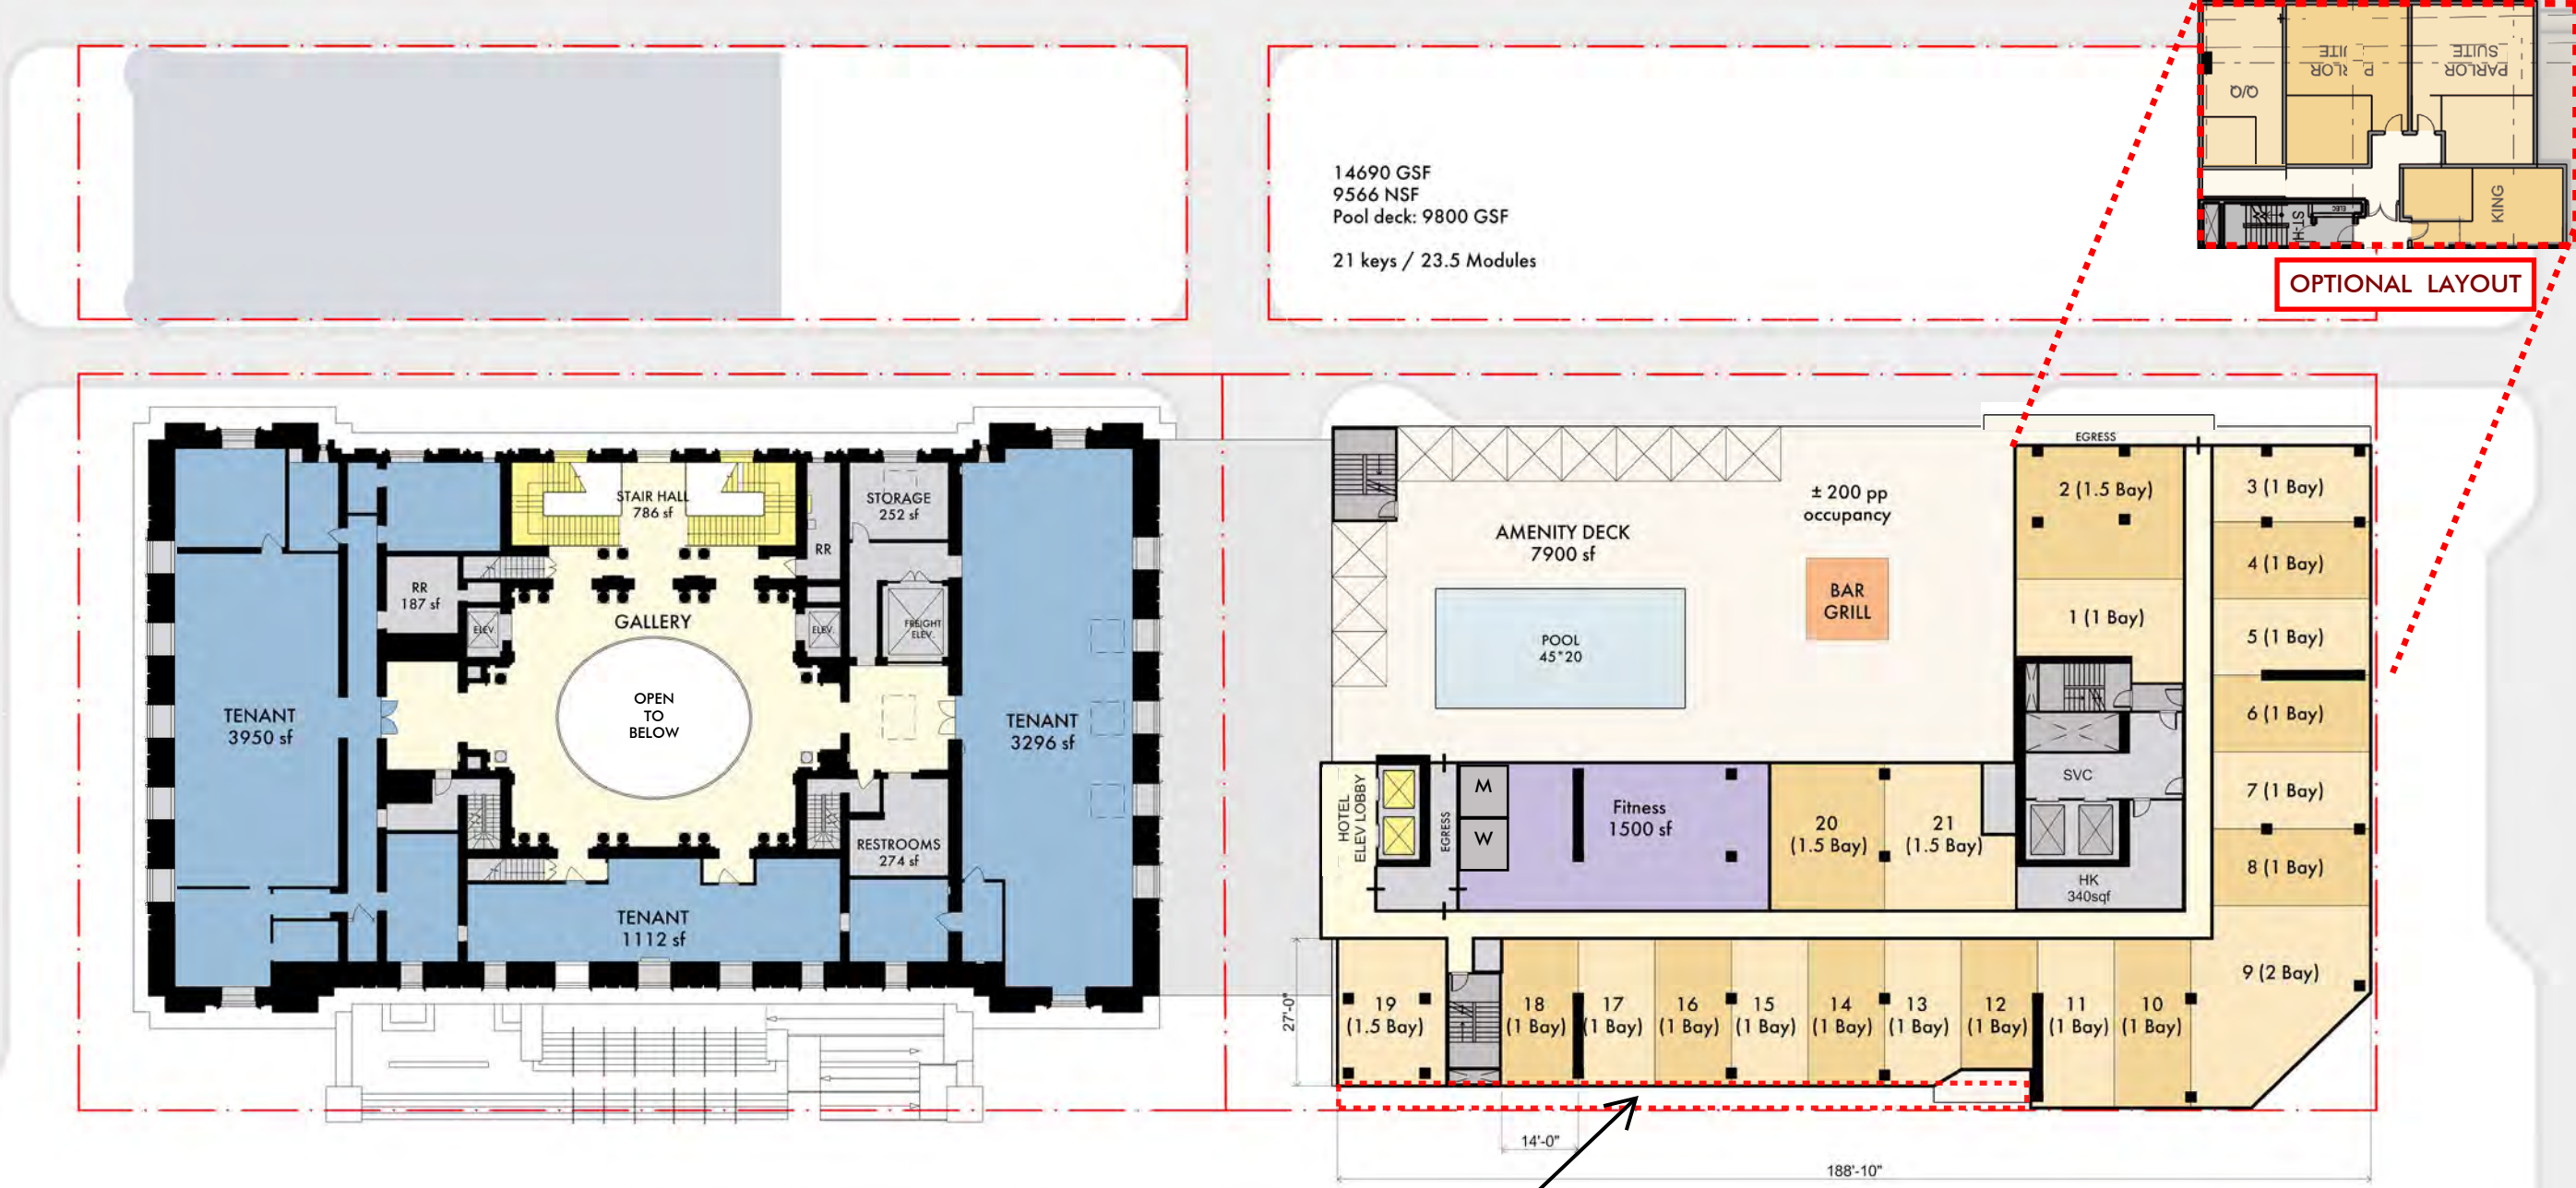 14690 GSF
9566 NSF
Pool deck: 9800 GSF
21 keys / 23.5 Modules
Q/Q
PARLOR
SUITE
KING
ST-H
ELEC
OPTIONAL LAYOUT
STAIR HALL
786 sf
STORAGE
252 sf
RR
RR
187 sf
ELEV.
GALLERY
ELEV.
FREIGHT
ELEV.
OPEN
TO
BELOW
TENANT
3950 sf
TENANT
3296 sf
RESTROOMS
274 sf
TENANT
1112 sf
EGRESS
± 200 pp
occupancy
AMENITY DECK
7900 sf
BAR
GRILL
POOL
45*20
2 (1.5 Bay)
1 (1 Bay)
3 (1 Bay)
4 (1 Bay)
5 (1 Bay)
6 (1 Bay)
7 (1 Bay)
8 (1 Bay)
9 (2 Bay)
SVC
HK
340sqf
HOTEL
ELEV LOBBY
EGRESS
M
W
Fitness
1500 sf
20
(1.5 Bay)
21
(1.5 Bay)
19
(1.5 Bay)
18
(1 Bay)
17
(1 Bay)
16
(1 Bay)
15
(1 Bay)
14
(1 Bay)
13
(1 Bay)
12
(1 Bay)
11
(1 Bay)
10
(1 Bay)
27'-0"
14'-0"
188'-10"